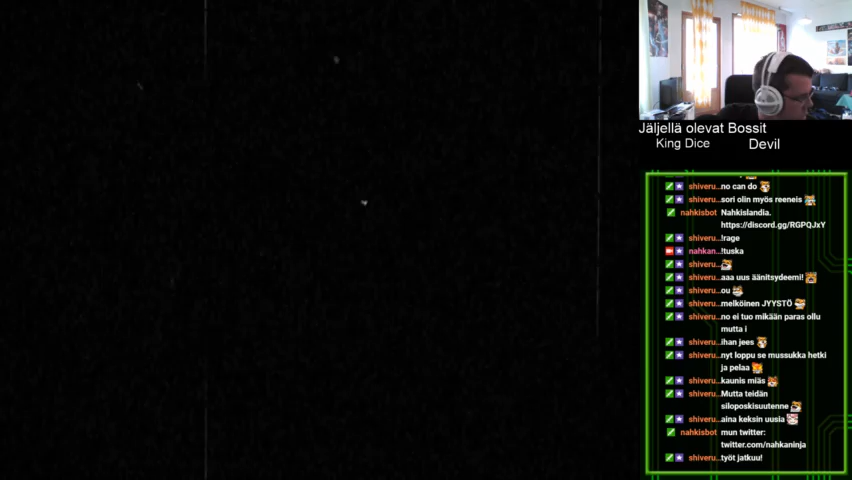 Jäljellä olevat Bossit
King Dice Devil
shiveru...no can do
shiveru...sori olin myös reeneis
nahkisbot Nahkislandia.
https://discord.gg/RGPQJxY
shiveru...!rage
nahkan...!tuska
shiveru...
shiveru...aaa uus äänitsydeemi!
shiveru...ou
shiveru...melköinen JYYSTÖ
shiveru...no ei tuo mikään paras ollu
mutta i
shiveru...ihan jees
shiveru...nyt loppu se mussukka hetki
ja pelaa
shiveru...kaunis miäs
shiveru...Mutta teidän
siloposkisuutenne
shiveru...aina keksin uusia
nahkisbot mun twitter:
twitter.com/nahkaninja
shiveru...työt jatkuu!